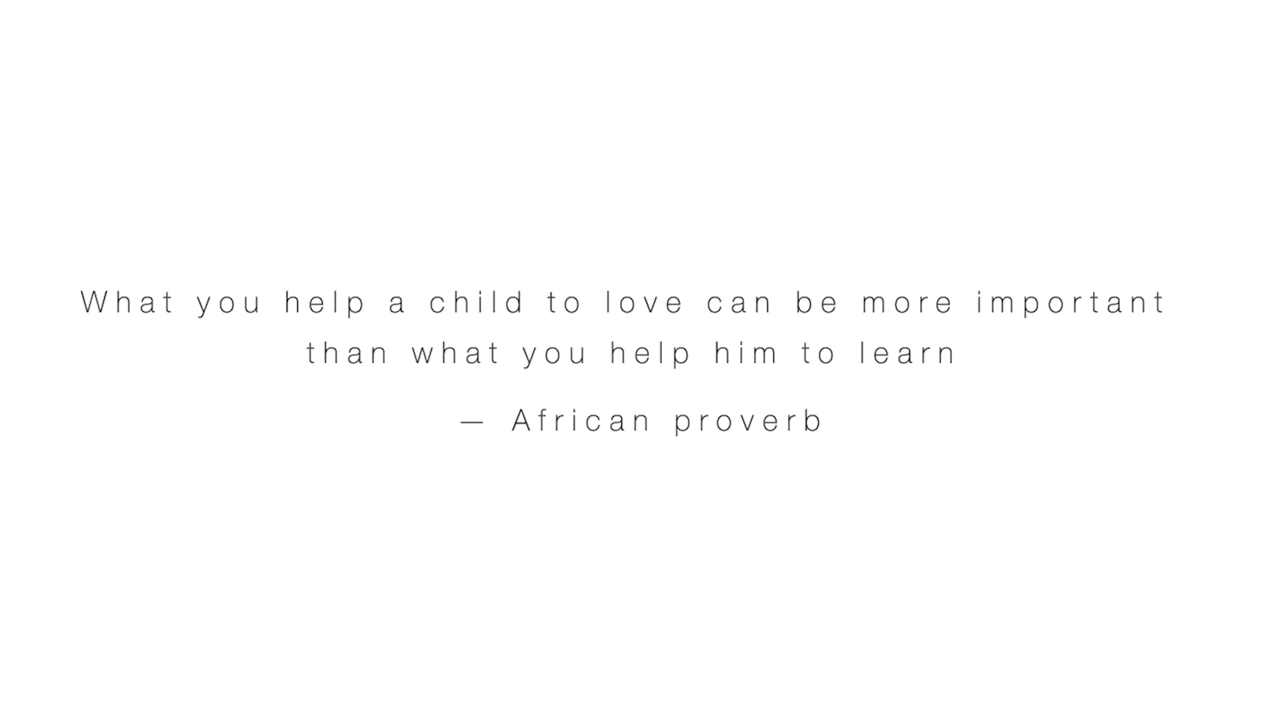 What you help a child to love can be more important
than what you help him to learn
— African proverb